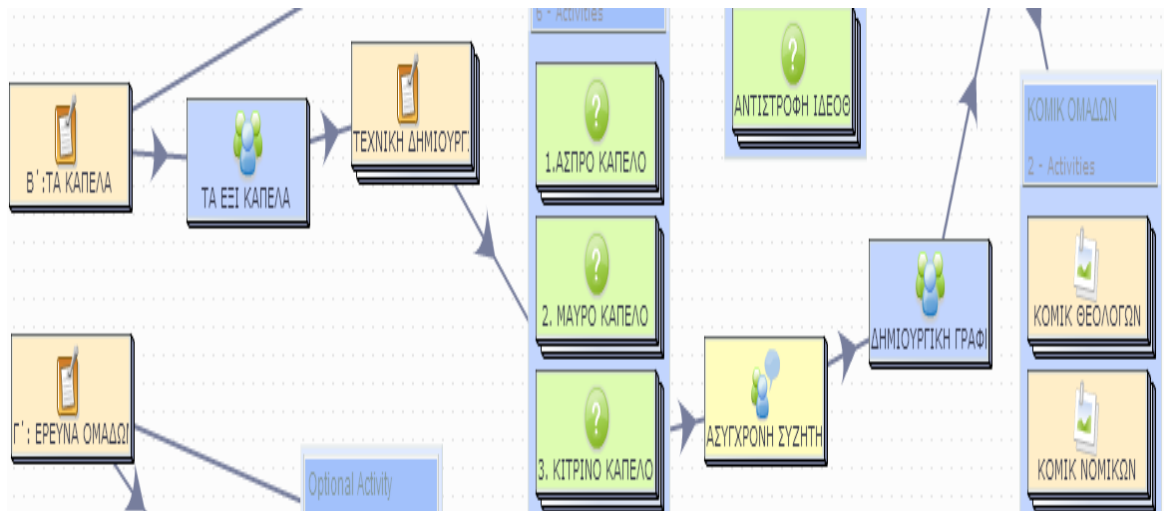 6 - Activities
Β΄:ΤΑ ΚΑΠΕΛΑ
ΤΑ ΕΞΙ ΚΑΠΕΛΑ
ΤΕΧΝΙΚΗ ΔΗΜΙΟΥΡΓ.
1.ΑΣΠΡΟ ΚΑΠΕΛΟ
2. ΜΑΥΡΟ ΚΑΠΕΛΟ
3. ΚΙΤΡΙΝΟ ΚΑΠΕΛΟ
ΑΝΤΙΣΤΡΟΦΗ ΙΔΕΟΘ
ΑΣΥΓΧΡΟΝΗ ΣΥΖΗΤΗ
ΔΗΜΙΟΥΡΓΙΚΗ ΓΡΑΦΙ
ΚΟΜΙΚ ΟΜΑΔΩΝ
2 - Activities
ΚΟΜΙΚ ΘΕΟΛΟΓΩΝ
ΚΟΜΙΚ ΝΟΜΙΚΩΝ
Γ΄: ΕΡΕΥΝΑ ΟΜΑΔΩΙ
Optional Activity